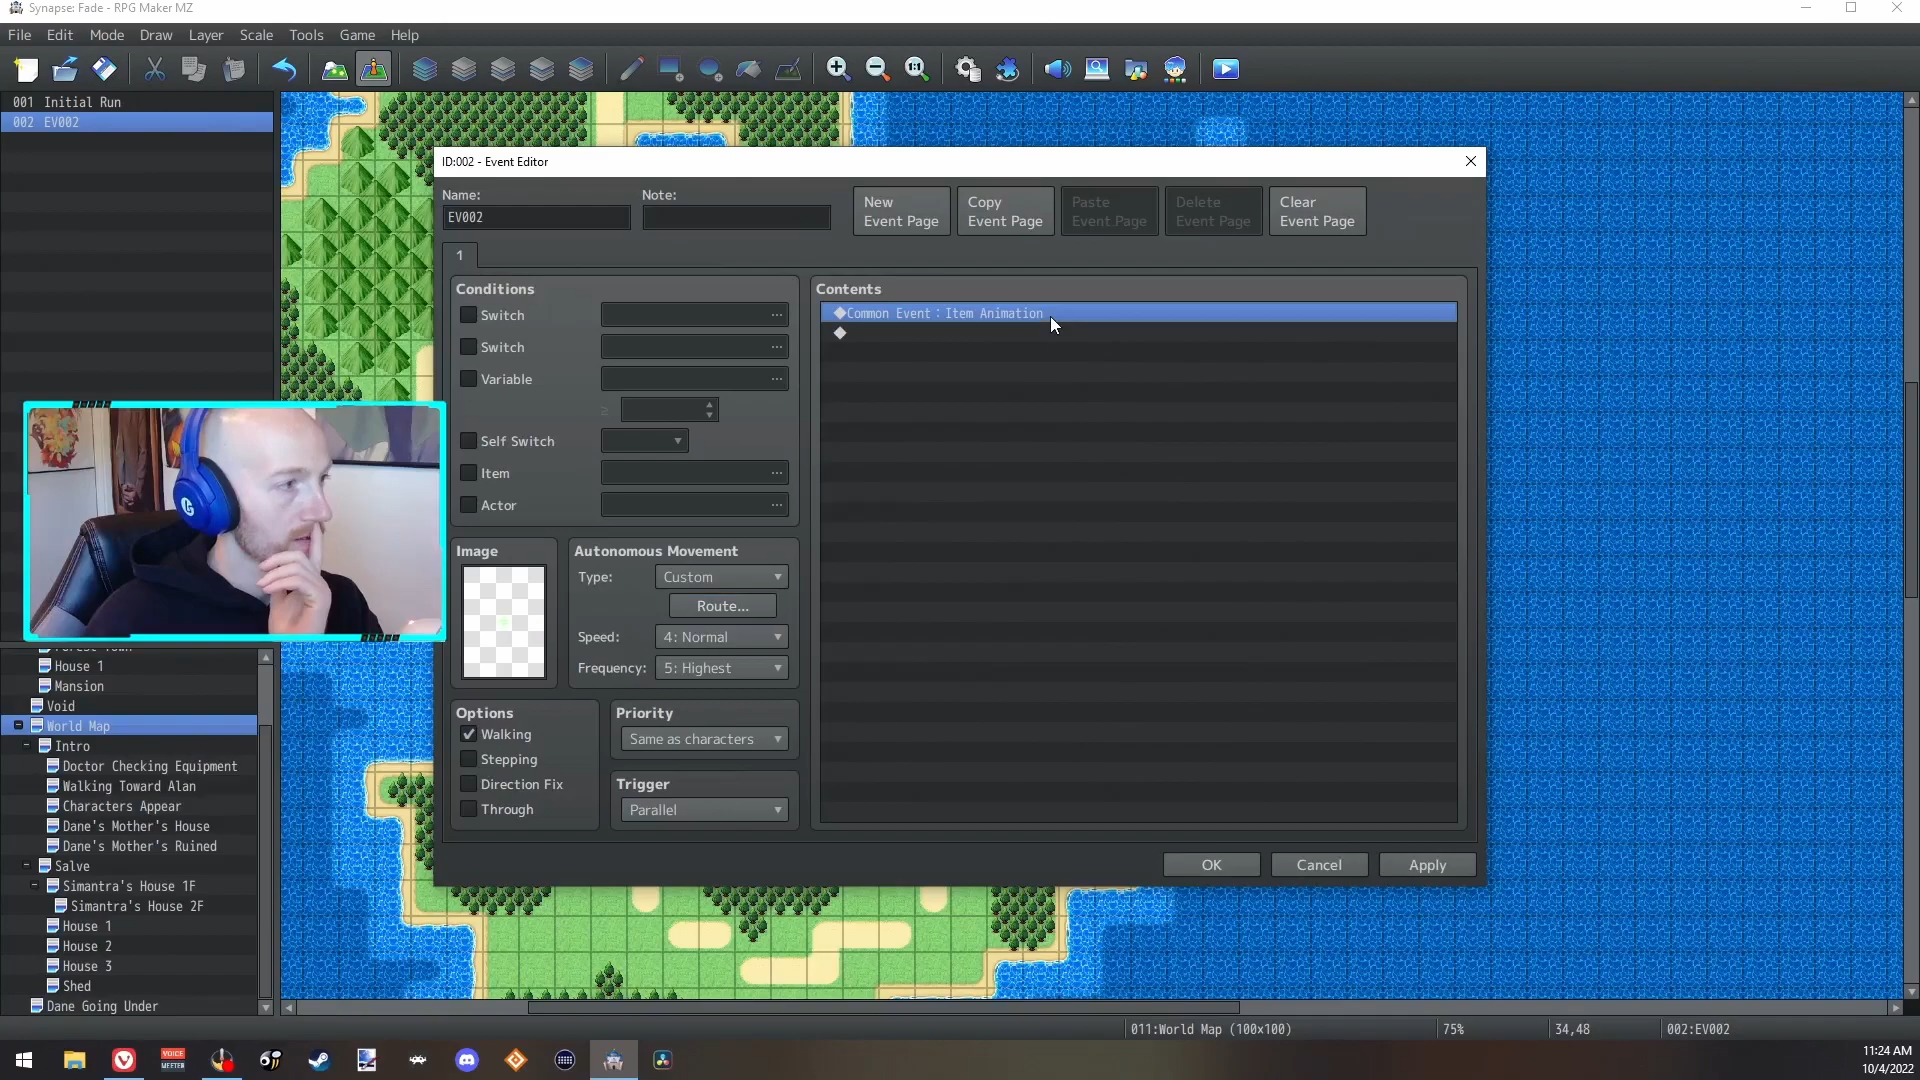 Synapse: Fade - RPG Maker MZ
File Edit Mode Draw Layer Scale Tools Game Help
001 Initial Run
002 EV002
ID:002 - Event Editor
Name:
Note:
EV002
New
Event Page
Copy
Event Page
Paste
Event Page
Delete
Event Page
Clear
Event Page
1
Conditions
Switch ...
Switch ...
Variable ...
≥
Self Switch
Item ...
Actor ...
Contents
◆Common Event：Item Animation
◆
Image
Autonomous Movement
Type: Custom
Route...
Speed: 4: Normal
Frequency: 5: Highest
Options
Walking
Stepping
Direction Fix
Through
Priority
Same as characters
Trigger
Parallel
OK
Cancel
Apply
House 1
Mansion
Void
World Map
Intro
Doctor Checking Equipment
Walking Toward Alan
Characters Appear
Dane's Mother's House
Dane's Mother's Ruined
Salve
Simantra's House 1F
Simantra's House 2F
House 1
House 2
House 3
Shed
Dane Going Under
011:World Map (100x100)
75%
34,48
002:EV002
VOICE
MEETER
11:24 AM
10/4/2022